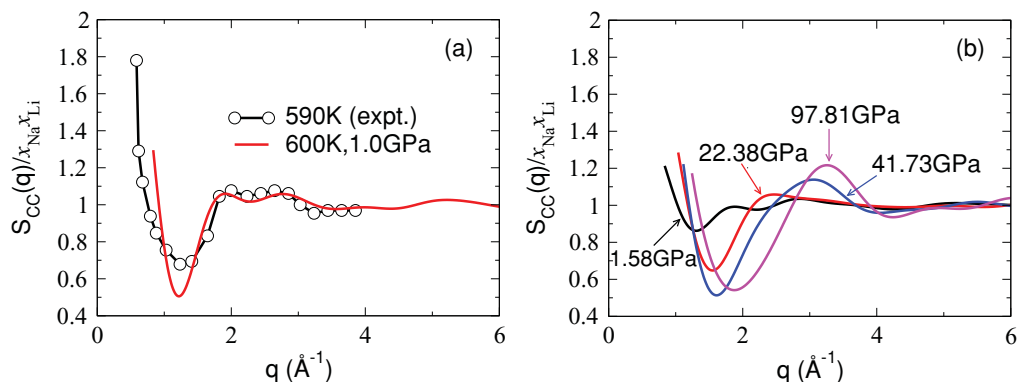 (a)
2
1.8
1.6
1.4
1.2
1
0.8
0.6
0.4
S_CC(q)/x_Na x_Li
590K (expt.)
600K,1.0GPa
0 2 4 6
q (Å⁻¹)
(b)
2
1.8
1.6
1.4
1.2
1
0.8
0.6
0.4
S_CC(q)/x_Na x_Li
97.81GPa
22.38GPa
41.73GPa
1.58GPa
0 2 4 6
q (Å⁻¹)